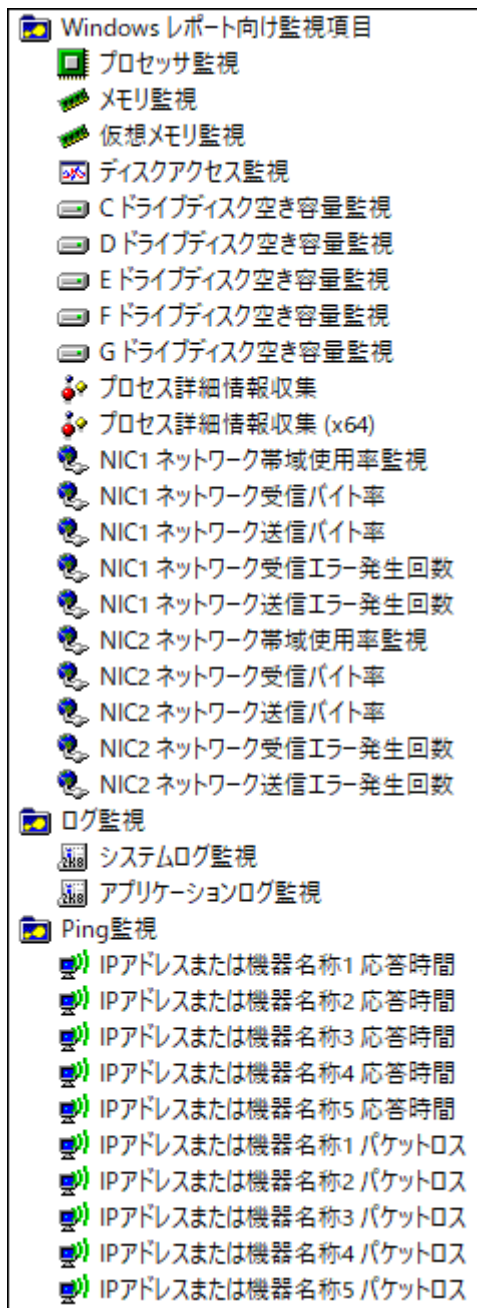 Windows レポート向け監視項目
プロセッサ監視
メモリ監視
仮想メモリ監視
ディスクアクセス監視
C ドライブディスク空き容量監視
D ドライブディスク空き容量監視
E ドライブディスク空き容量監視
F ドライブディスク空き容量監視
G ドライブディスク空き容量監視
プロセス詳細情報収集
プロセス詳細情報収集 (x64)
NIC1 ネットワーク帯域使用率監視
NIC1 ネットワーク受信バイト率
NIC1 ネットワーク送信バイト率
NIC1 ネットワーク受信エラー発生回数
NIC1 ネットワーク送信エラー発生回数
NIC2 ネットワーク帯域使用率監視
NIC2 ネットワーク受信バイト率
NIC2 ネットワーク送信バイト率
NIC2 ネットワーク受信エラー発生回数
NIC2 ネットワーク送信エラー発生回数
ログ監視
システムログ監視
アプリケーションログ監視
Ping監視
IPアドレスまたは機器名称1 応答時間
IPアドレスまたは機器名称2 応答時間
IPアドレスまたは機器名称3 応答時間
IPアドレスまたは機器名称4 応答時間
IPアドレスまたは機器名称5 応答時間
IPアドレスまたは機器名称1 パケットロス
IPアドレスまたは機器名称2 パケットロス
IPアドレスまたは機器名称3 パケットロス
IPアドレスまたは機器名称4 パケットロス
IPアドレスまたは機器名称5 パケットロス